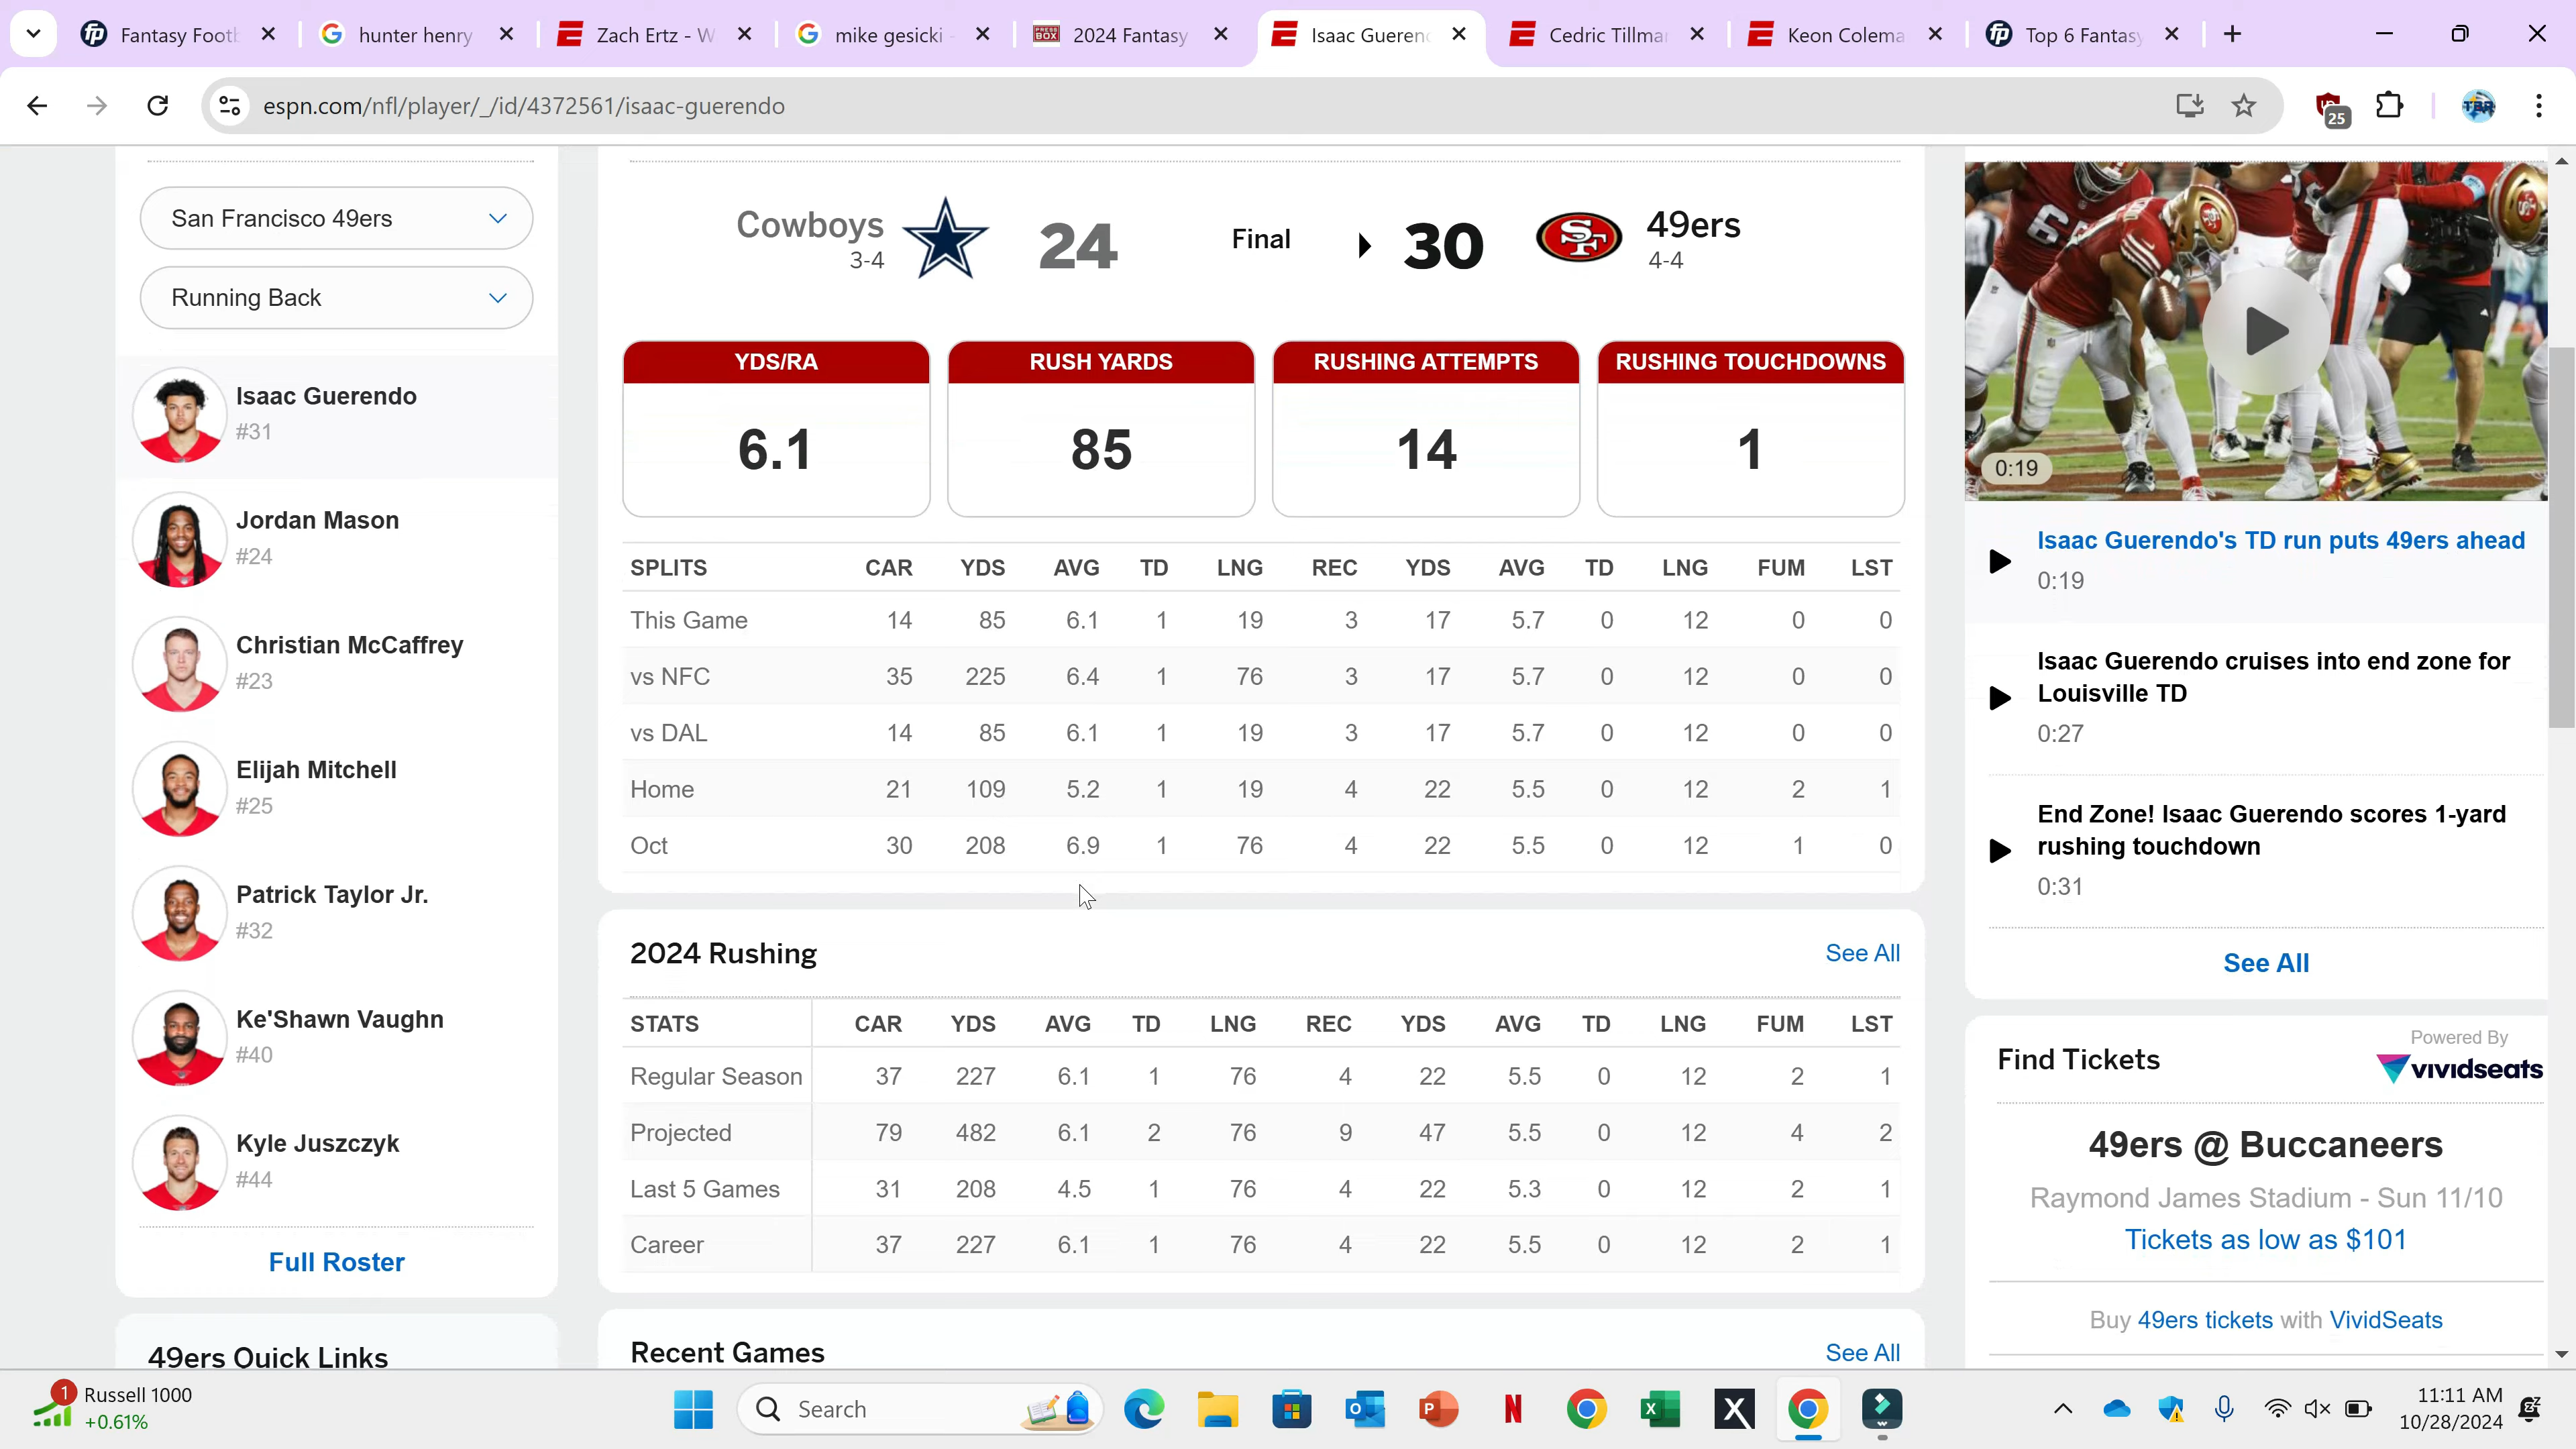 Fantasy Footb
hunter henry
Zach Ertz - W
mike gesicki -
2024 Fantasy
Isaac Guerend
Cedric Tillman
Keon Colema
Top 6 Fantasy
espn.com/nfl/player/_/id/4372561/isaac-guerendo
25
San Francisco 49ers
Running Back
Isaac Guerendo
#31
Jordan Mason
#24
Christian McCaffrey
#23
Elijah Mitchell
#25
Patrick Taylor Jr.
#32
Ke'Shawn Vaughn
#40
Kyle Juszczyk
#44
Full Roster
49ers Quick Links
Cowboys 24 Final 30 49ers
3-4 4-4
YDS/RA RUSH YARDS RUSHING ATTEMPTS RUSHING TOUCHDOWNS
6.1 85 14 1
SPLITS CAR YDS AVG TD LNG REC YDS AVG TD LNG FUM LST
This Game 14 85 6.1 1 19 3 17 5.7 0 12 0 0
vs NFC 35 225 6.4 1 76 3 17 5.7 0 12 0 0
vs DAL 14 85 6.1 1 19 3 17 5.7 0 12 0 0
Home 21 109 5.2 1 19 4 22 5.5 0 12 2 1
Oct 30 208 6.9 1 76 4 22 5.5 0 12 1 0
2024 Rushing See All
STATS CAR YDS AVG TD LNG REC YDS AVG TD LNG FUM LST
Regular Season 37 227 6.1 1 76 4 22 5.5 0 12 2 1
Projected 79 482 6.1 2 76 9 47 5.5 0 12 4 2
Last 5 Games 31 208 4.5 1 76 4 22 5.3 0 12 2 1
Career 37 227 6.1 1 76 4 22 5.5 0 12 2 1
Recent Games See All
0:19
Isaac Guerendo's TD run puts 49ers ahead
0:19
Isaac Guerendo cruises into end zone for
Louisville TD
0:27
End Zone! Isaac Guerendo scores 1-yard
rushing touchdown
0:31
See All
Powered By
Find Tickets vividseats
49ers @ Buccaneers
Raymond James Stadium - Sun 11/10
Tickets as low as $101
Buy 49ers tickets with VividSeats
1
Russell 1000
+0.61%
Search
11:11 AM
10/28/2024